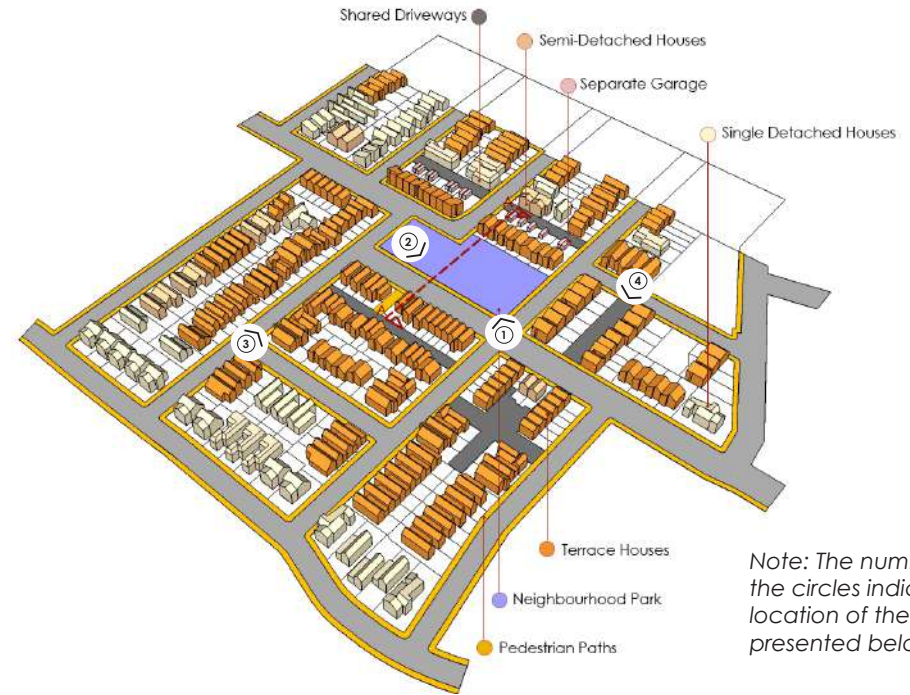 Shared Driveways
Semi-Detached Houses
Separate Garage
Single Detached Houses
2
4
1
3
Terrace Houses
Note: The num
the circles indic
location of the
presented belo
Neighbourhood Park
Pedestrian Paths